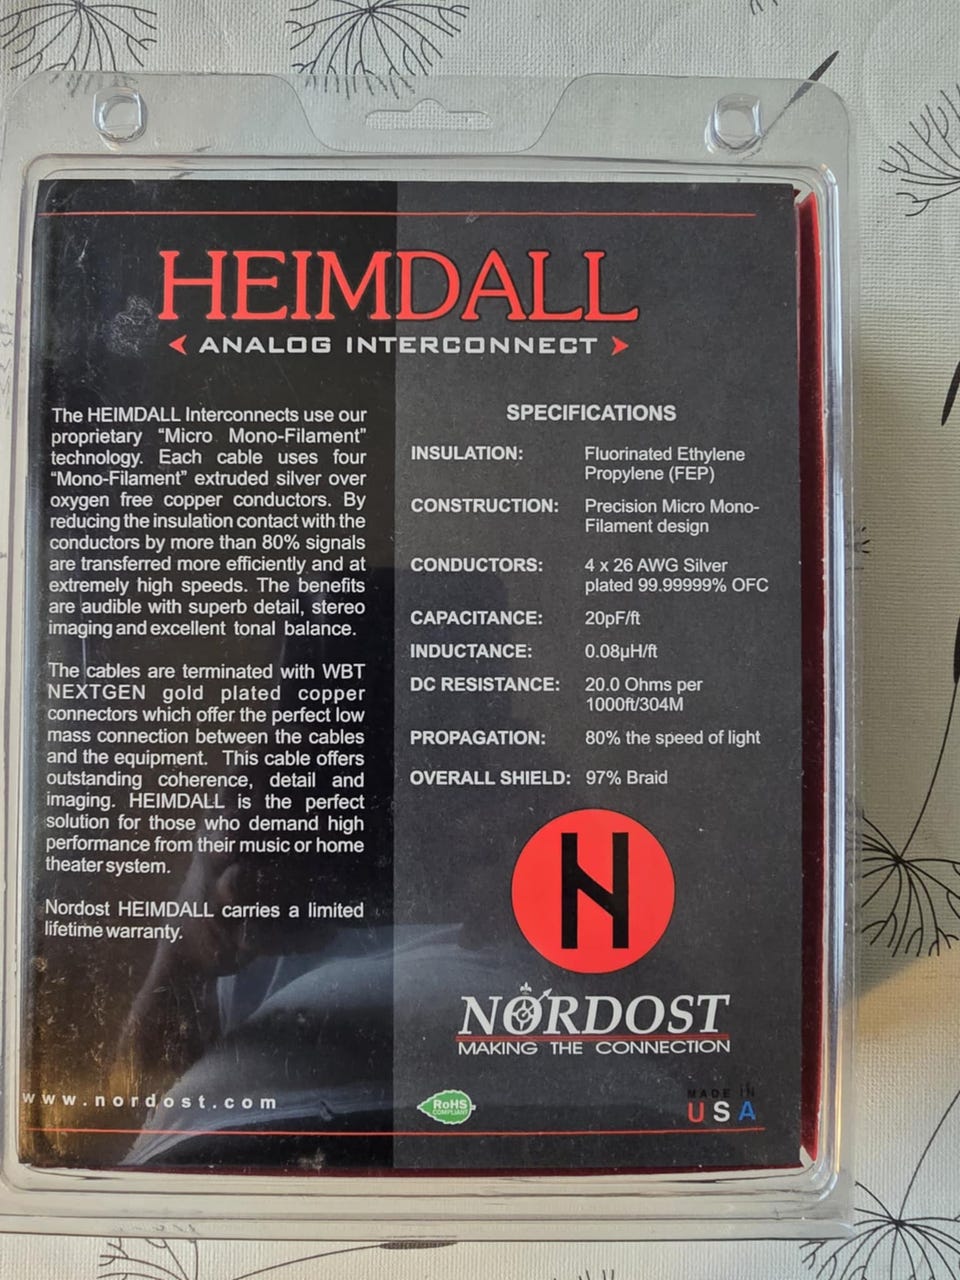 HEIMDALL
ANALOG INTERCONNECT
The HEIMDALL Interconnects use our
proprietary “Micro Mono-Filament”
technology. Each cable uses four
“Mono-Filament” extruded silver over
oxygen free copper conductors. By
reducing the insulation contact with the
conductors by more than 80% signals
are transferred more efficiently and at
extremely high speeds. The benefits
are audible with superb detail, stereo
imaging and excellent tonal balance.
The cables are terminated with WBT
NEXTGEN gold plated copper
connectors which offer the perfect low
mass connection between the cables
and the equipment. This cable offers
outstanding coherence, detail and
imaging. HEIMDALL is the perfect
solution for those who demand high
performance from their music or home
theater system.
Nordost HEIMDALL carries a limited
lifetime warranty.
www.nordost.com
SPECIFICATIONS
INSULATION: Fluorinated Ethylene
Propylene (FEP)
CONSTRUCTION: Precision Micro Mono-
Filament design
CONDUCTORS: 4 x 26 AWG Silver
plated 99.99999% OFC
CAPACITANCE: 20pF/ft
INDUCTANCE: 0.08µH/ft
DC RESISTANCE: 20.0 Ohms per
1000ft/304M
PROPAGATION: 80% the speed of light
OVERALL SHIELD: 97% Braid
NORDOST
MAKING THE CONNECTION
RoHS
COMPLIANT
MADE IN
USA